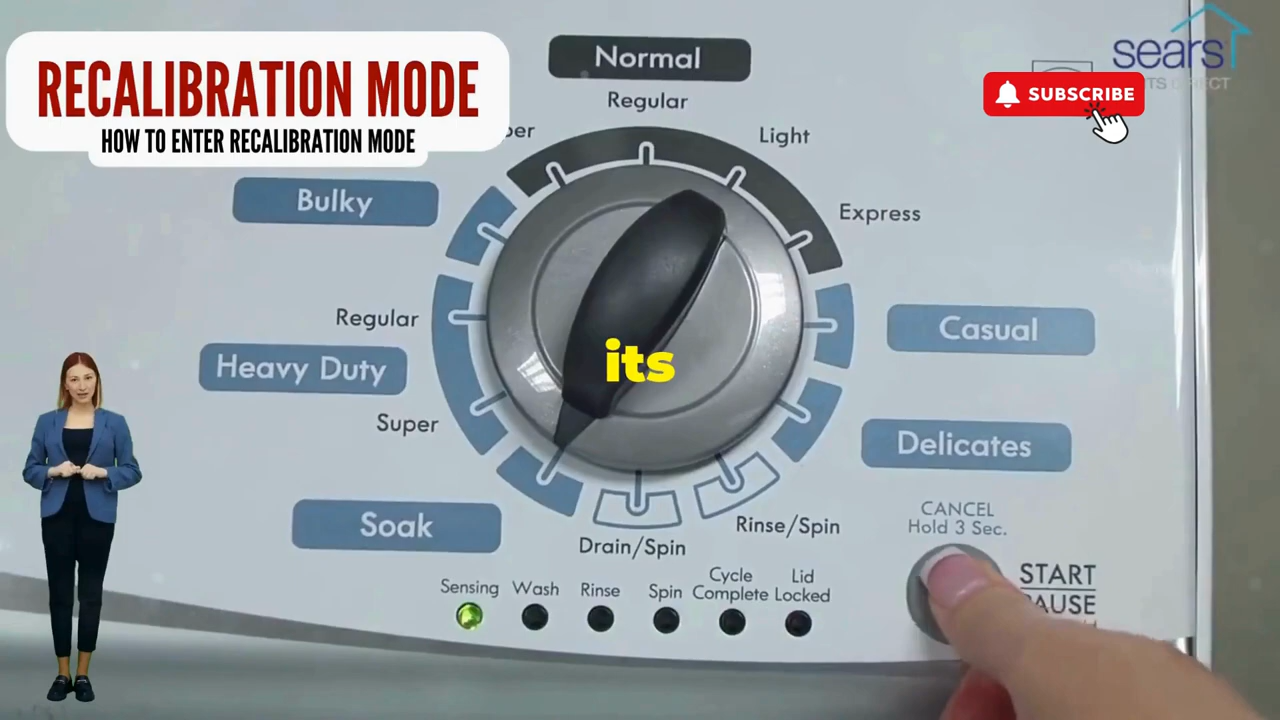 RECALIBRATION MODE
HOW TO ENTER RECALIBRATION MODE
Normal
Regular
Light
Express
Bulky
Regular
Heavy Duty
Super
Soak
Casual
Delicates
Rinse/Spin
Drain/Spin
CANCEL
Hold 3 Sec.
START
Sensing
Wash
Rinse
Spin
Cycle
Complete
Lid
Locked
its
sears
SUBSCRIBE